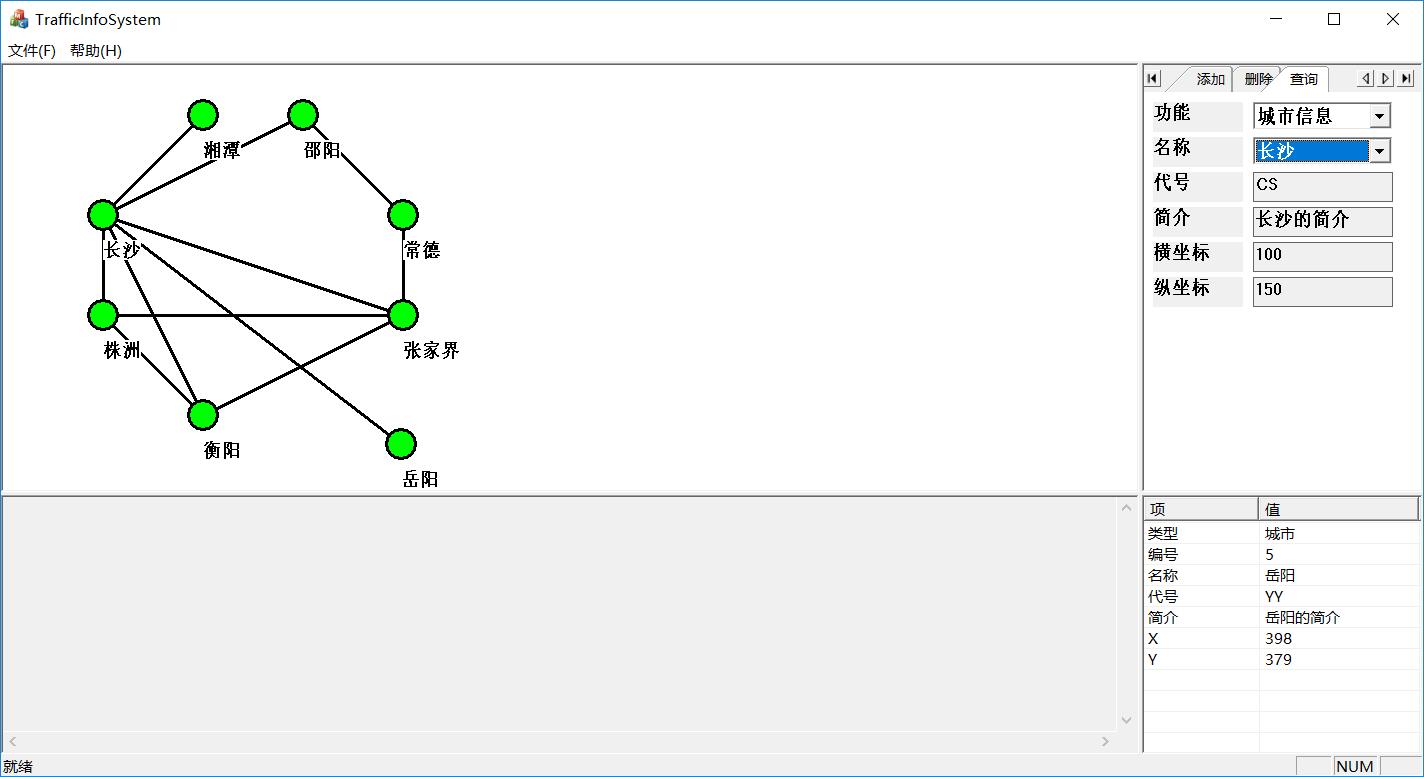 TrafficInfoSystem
文件(F) 帮助(H)
湘潭
邵阳
长沙
常德
株洲
张家界
衡阳
岳阳
添加 删除 查询
功能 城市信息
名称 长沙
代号 CS
简介 长沙的简介
横坐标 100
纵坐标 150
项 值
类型 城市
编号 5
名称 岳阳
代号 YY
简介 岳阳的简介
X 398
Y 379
就绪
NUM